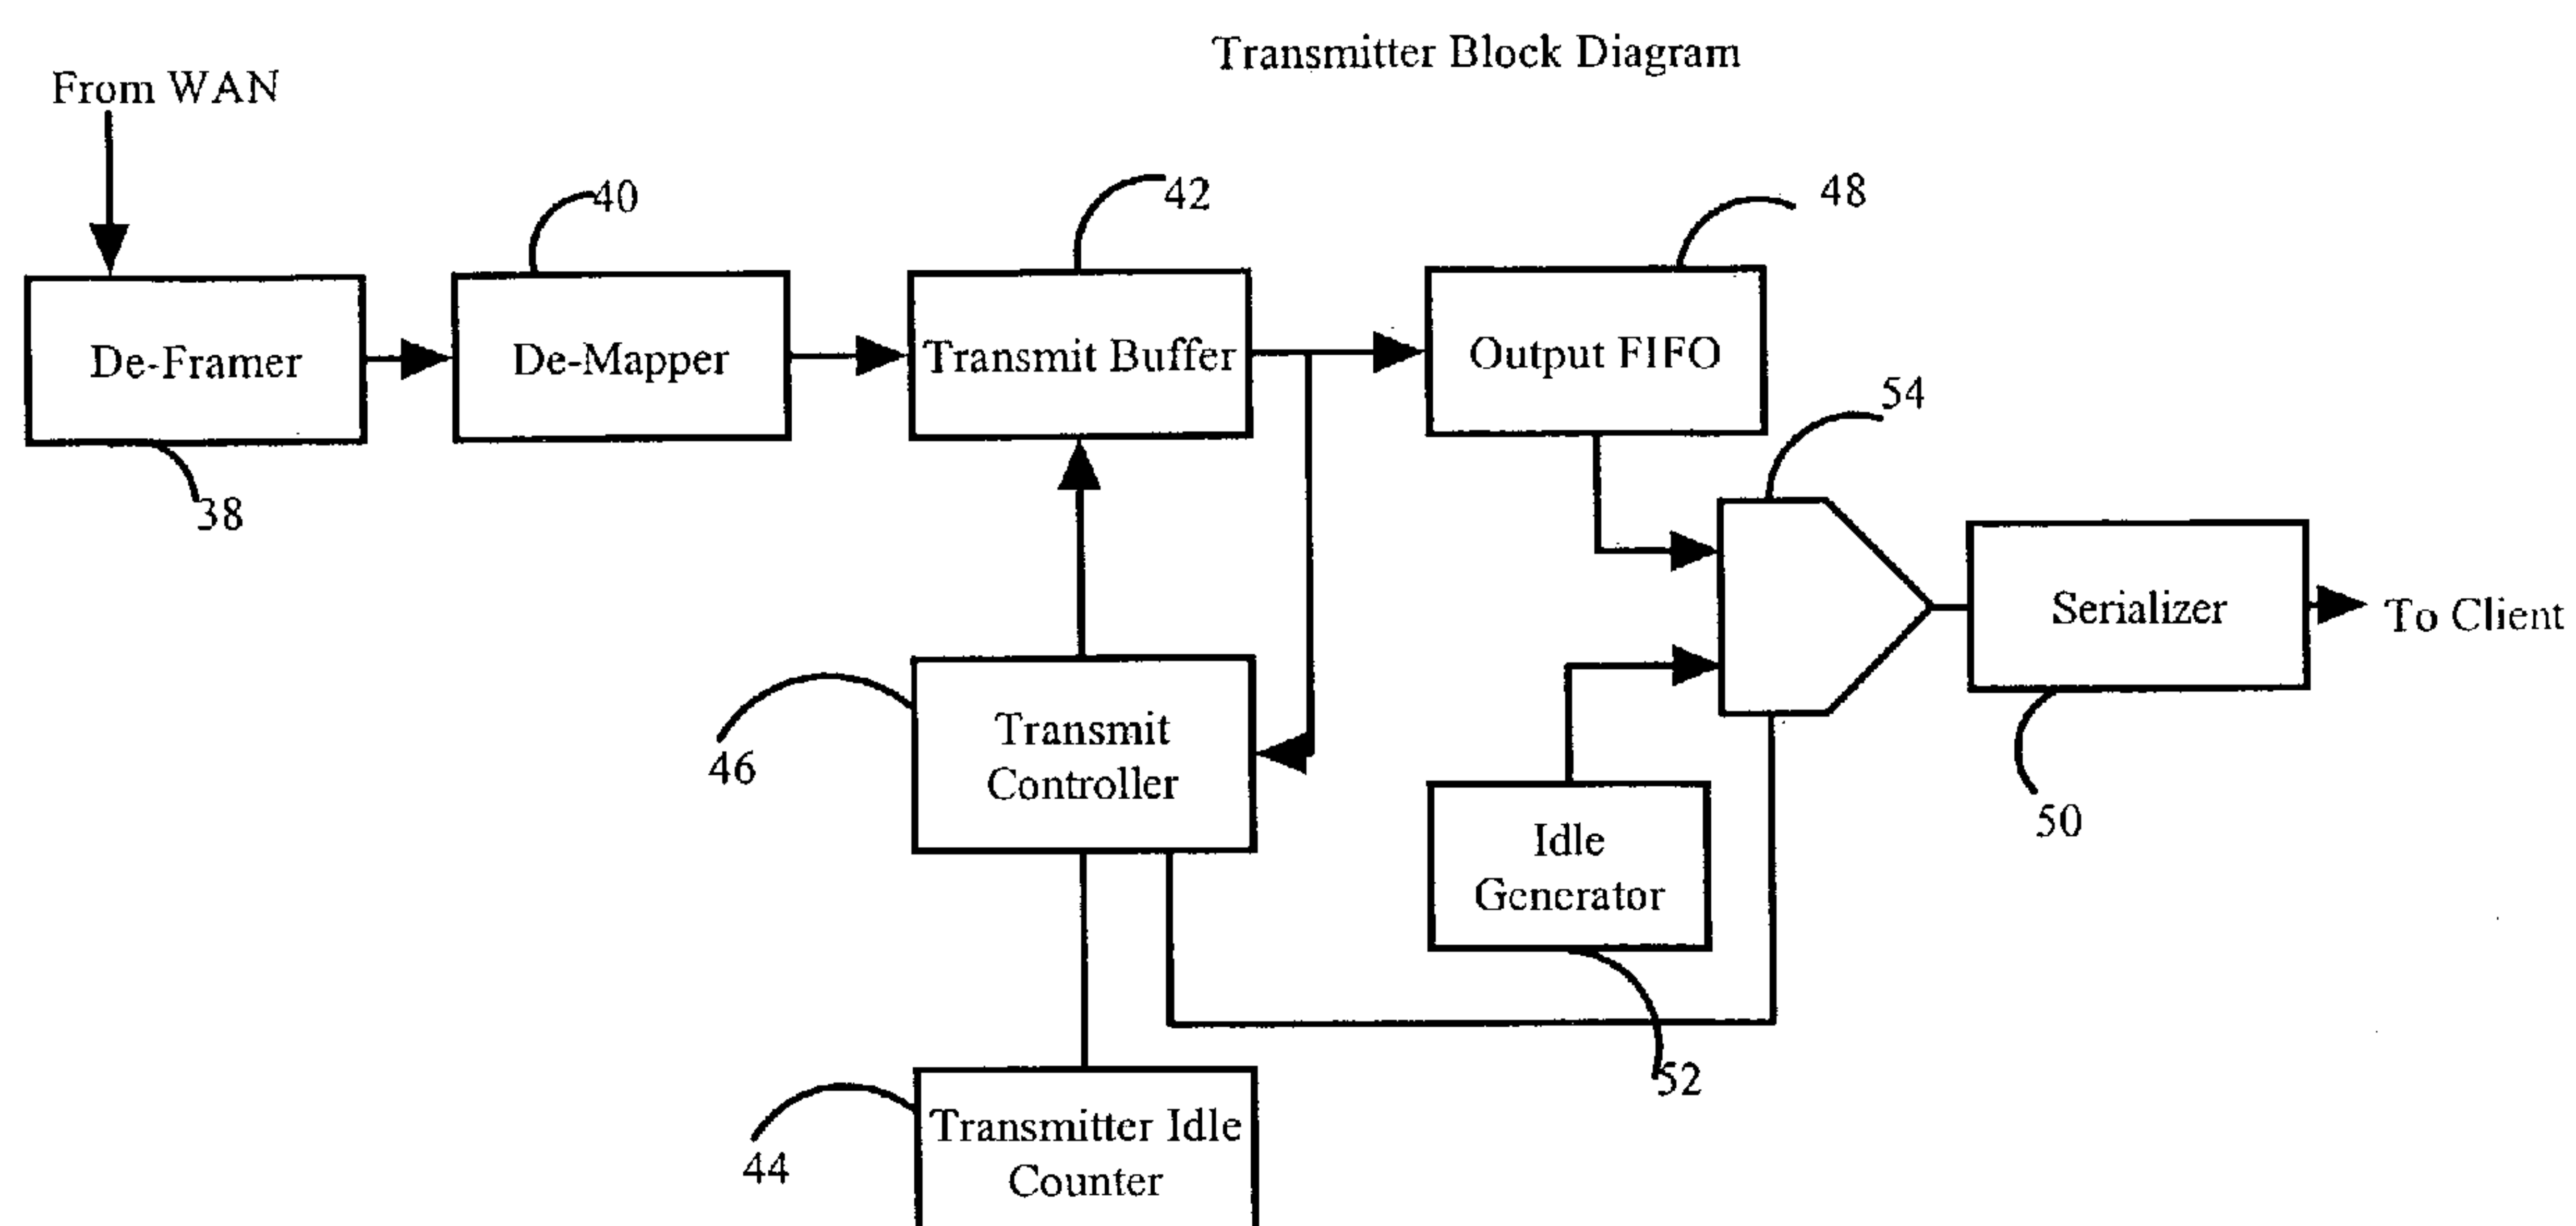 Transmitter Block Diagram
From WAN
40
42
48
De-Framer
De-Mapper
Transmit Buffer
Output FIFO
54
38
Serializer
To Client
46
Transmit
Controller
50
Idle
Generator
52
44
Transmitter Idle
Counter